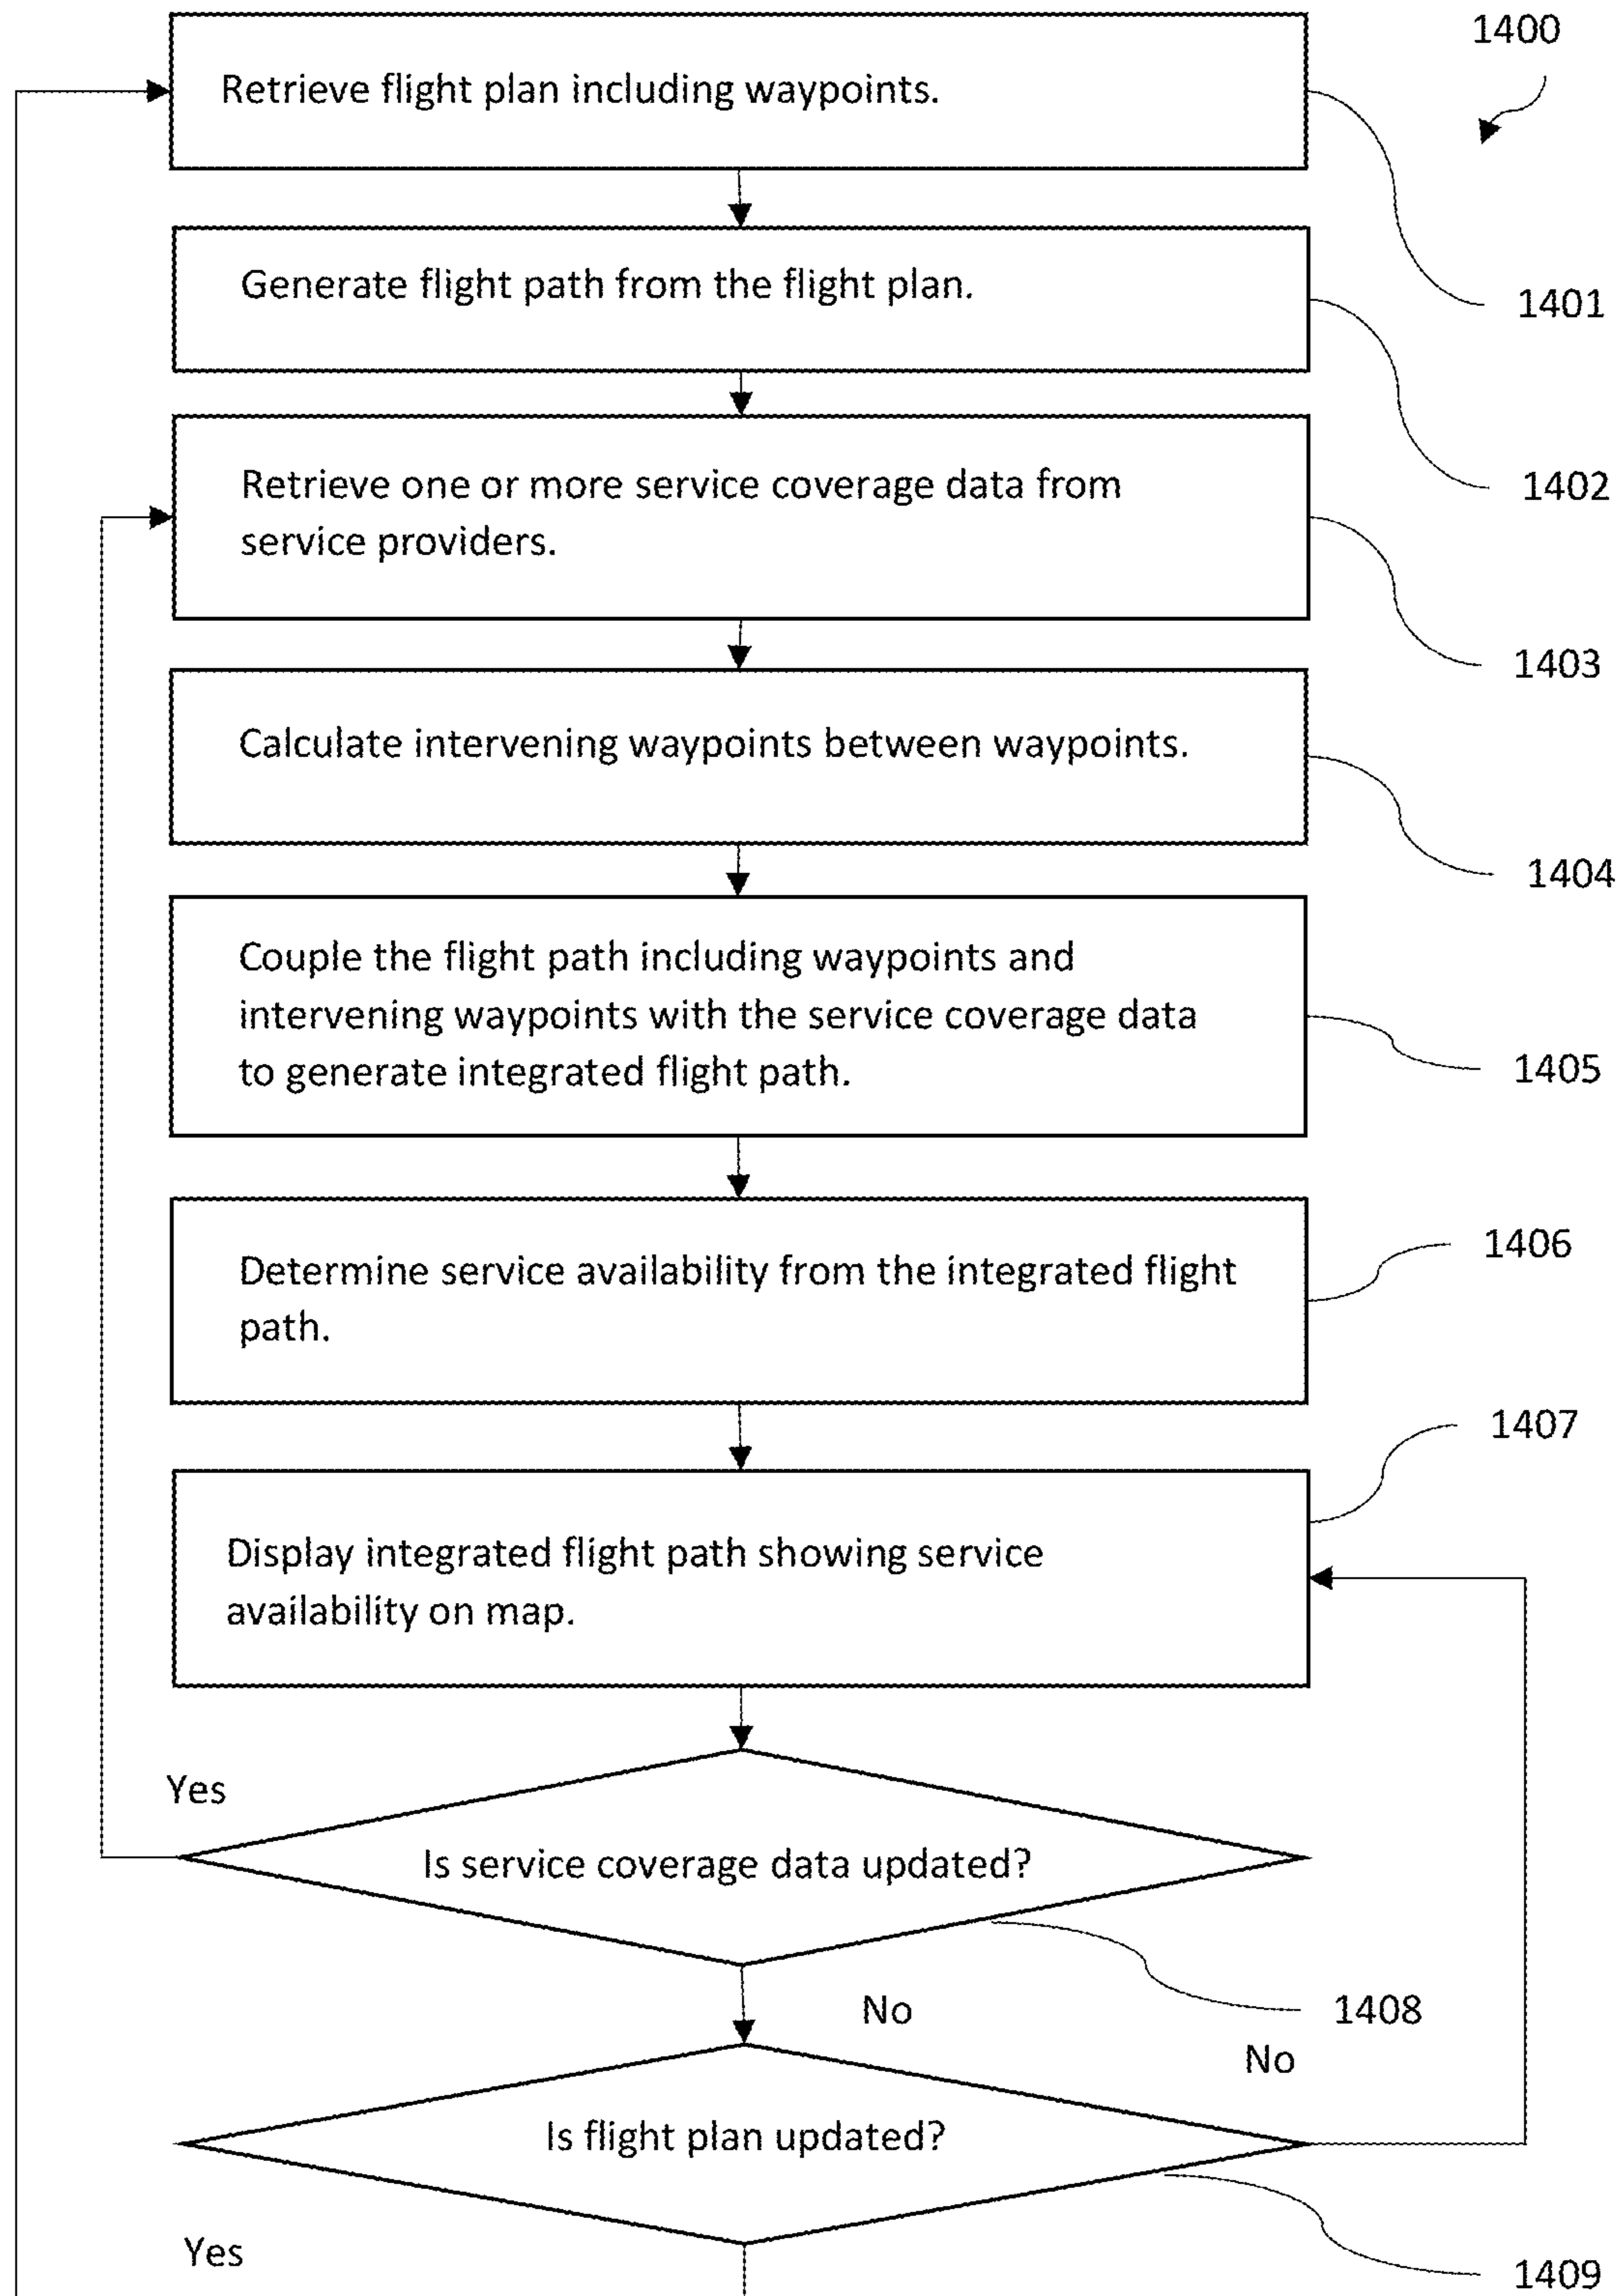 1400
Retrieve flight plan including waypoints.
1401
Generate flight path from the flight plan.
1402
Retrieve one or more service coverage data from
service providers.
1403
Calculate intervening waypoints between waypoints.
1404
Couple the flight path including waypoints and
intervening waypoints with the service coverage data
to generate integrated flight path.
1405
Determine service availability from the integrated flight
path.
1406
1407
Display integrated flight path showing service
availability on map.
Yes
Is service coverage data updated?
No
1408
No
Is flight plan updated?
Yes
1409